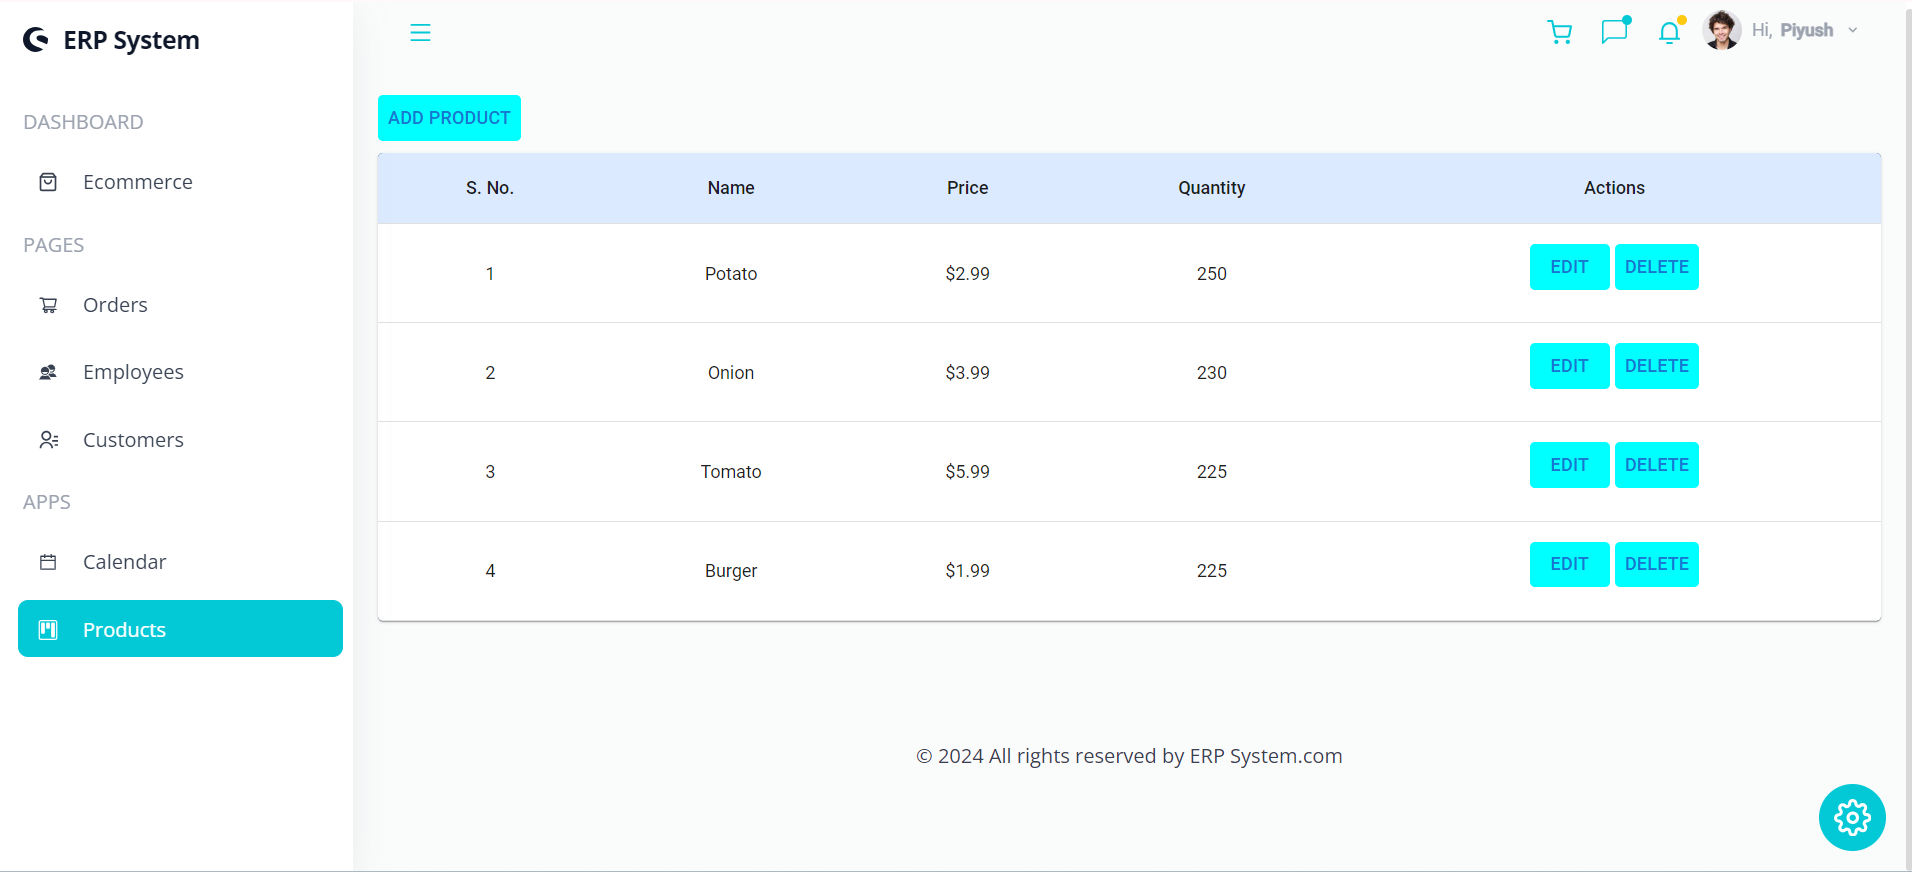 ERP System
Hi, Piyush
DASHBOARD
Ecommerce
PAGES
Orders
Employees
Customers
APPS
Calendar
Products
ADD PRODUCT
S. No. Name Price Quantity Actions
1 Potato $2.99 250 EDIT DELETE
2 Onion $3.99 230 EDIT DELETE
3 Tomato $5.99 225 EDIT DELETE
4 Burger $1.99 225 EDIT DELETE
© 2024 All rights reserved by ERP System.com